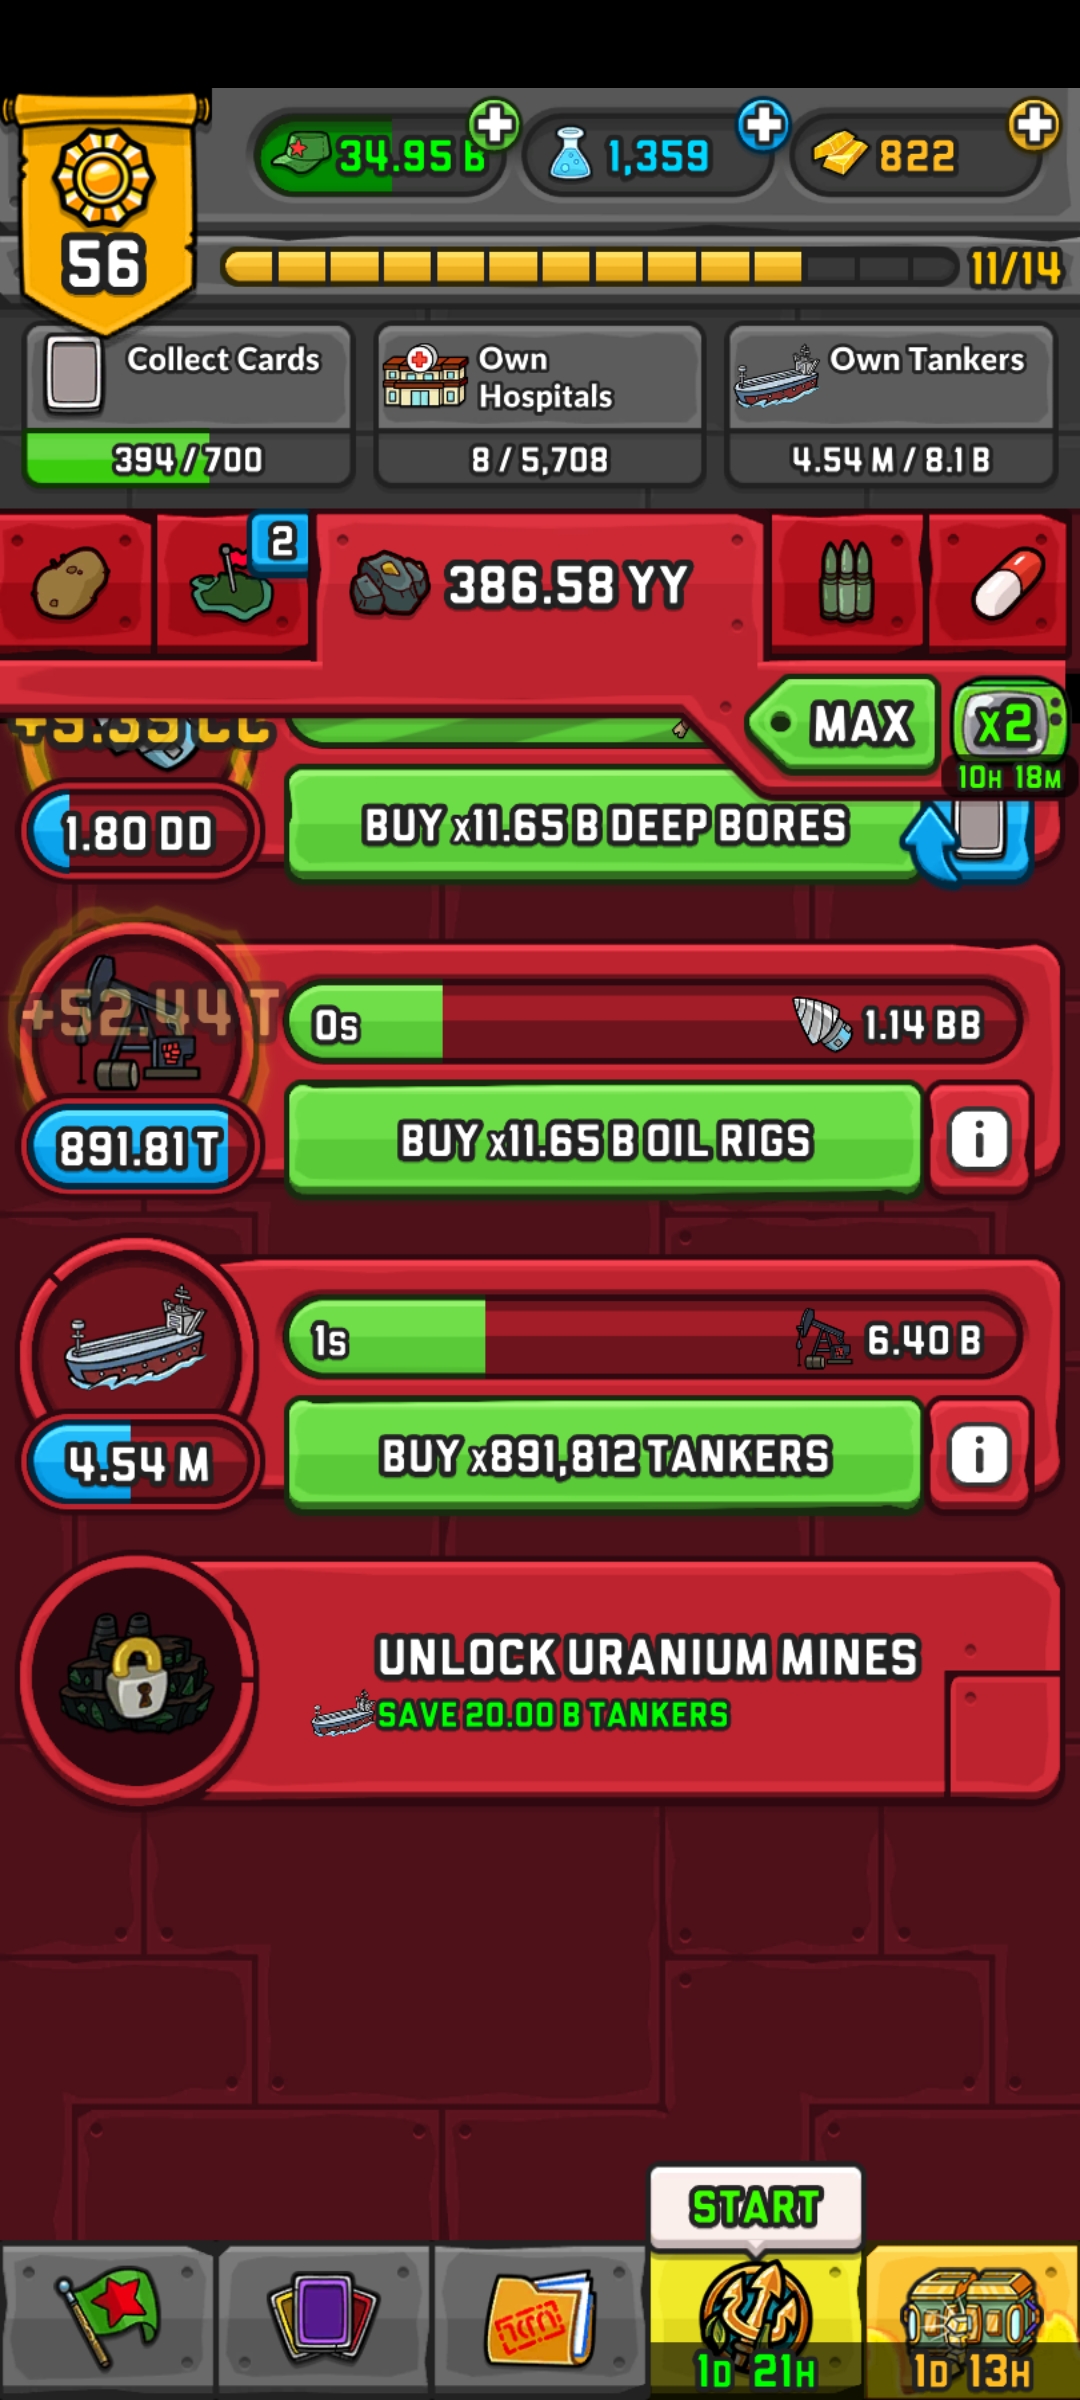 56
34.95 B
1,359
822
11/14
Collect Cards
394/700
Own
Hospitals
8/5,708
Own Tankers
4.54 M/8.1 B
2
386.58 YY
MAX
x2
10H 18M
1.80 DD
BUY x11.65 B DEEP BORES
+52.44 T
0s
1.14 BB
891.81 T
BUY x11.65 B OIL RIGS
i
1s
6.40 B
4.54 M
BUY x891,812 TANKERS
i
UNLOCK URANIUM MINES
SAVE 20.00 B TANKERS
START
1D 21H
1D 13H